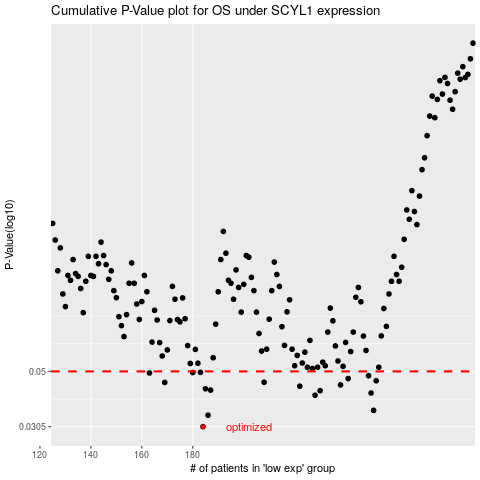 Cumulative P-Value plot for OS under SCYL1 expression
P-Value(log10)
0.05
0.0305
optimized
120 140 160 180
# of patients in 'low exp' group